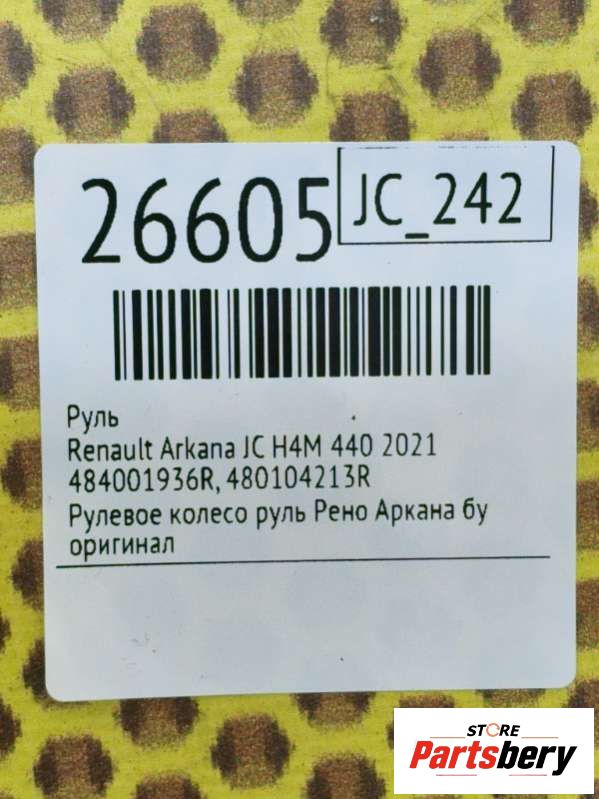 26605
JC_242
Руль
Renault Arkana JC H4M 440 2021
484001936R, 480104213R
Рулевое колесо руль Рено Аркана бу
оригинал
STORE
Partsbery